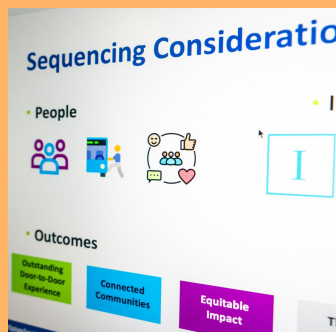 Sequencing Consideratio
• People
• I
I
• Outcomes
Outstanding
Door-to-Door
Experience
Connected
Communities
Equitable
Impact